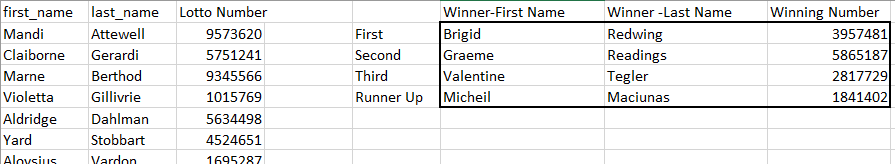 first_name last_name Lotto Number Winner-First Name Winner -Last Name Winning Number
Mandi Attewell 9573620 First Brigid Redwing 3957481
Claiborne Gerardi 5751241 Second Graeme Readings 5865187
Marne Berthod 9345566 Third Valentine Tegler 2817729
Violetta Gillivrie 1015769 Runner Up Micheil Maciunas 1841402
Aldridge Dahlman 5634498
Yard Stobbart 4524651
Aloysius Vardon 1695287